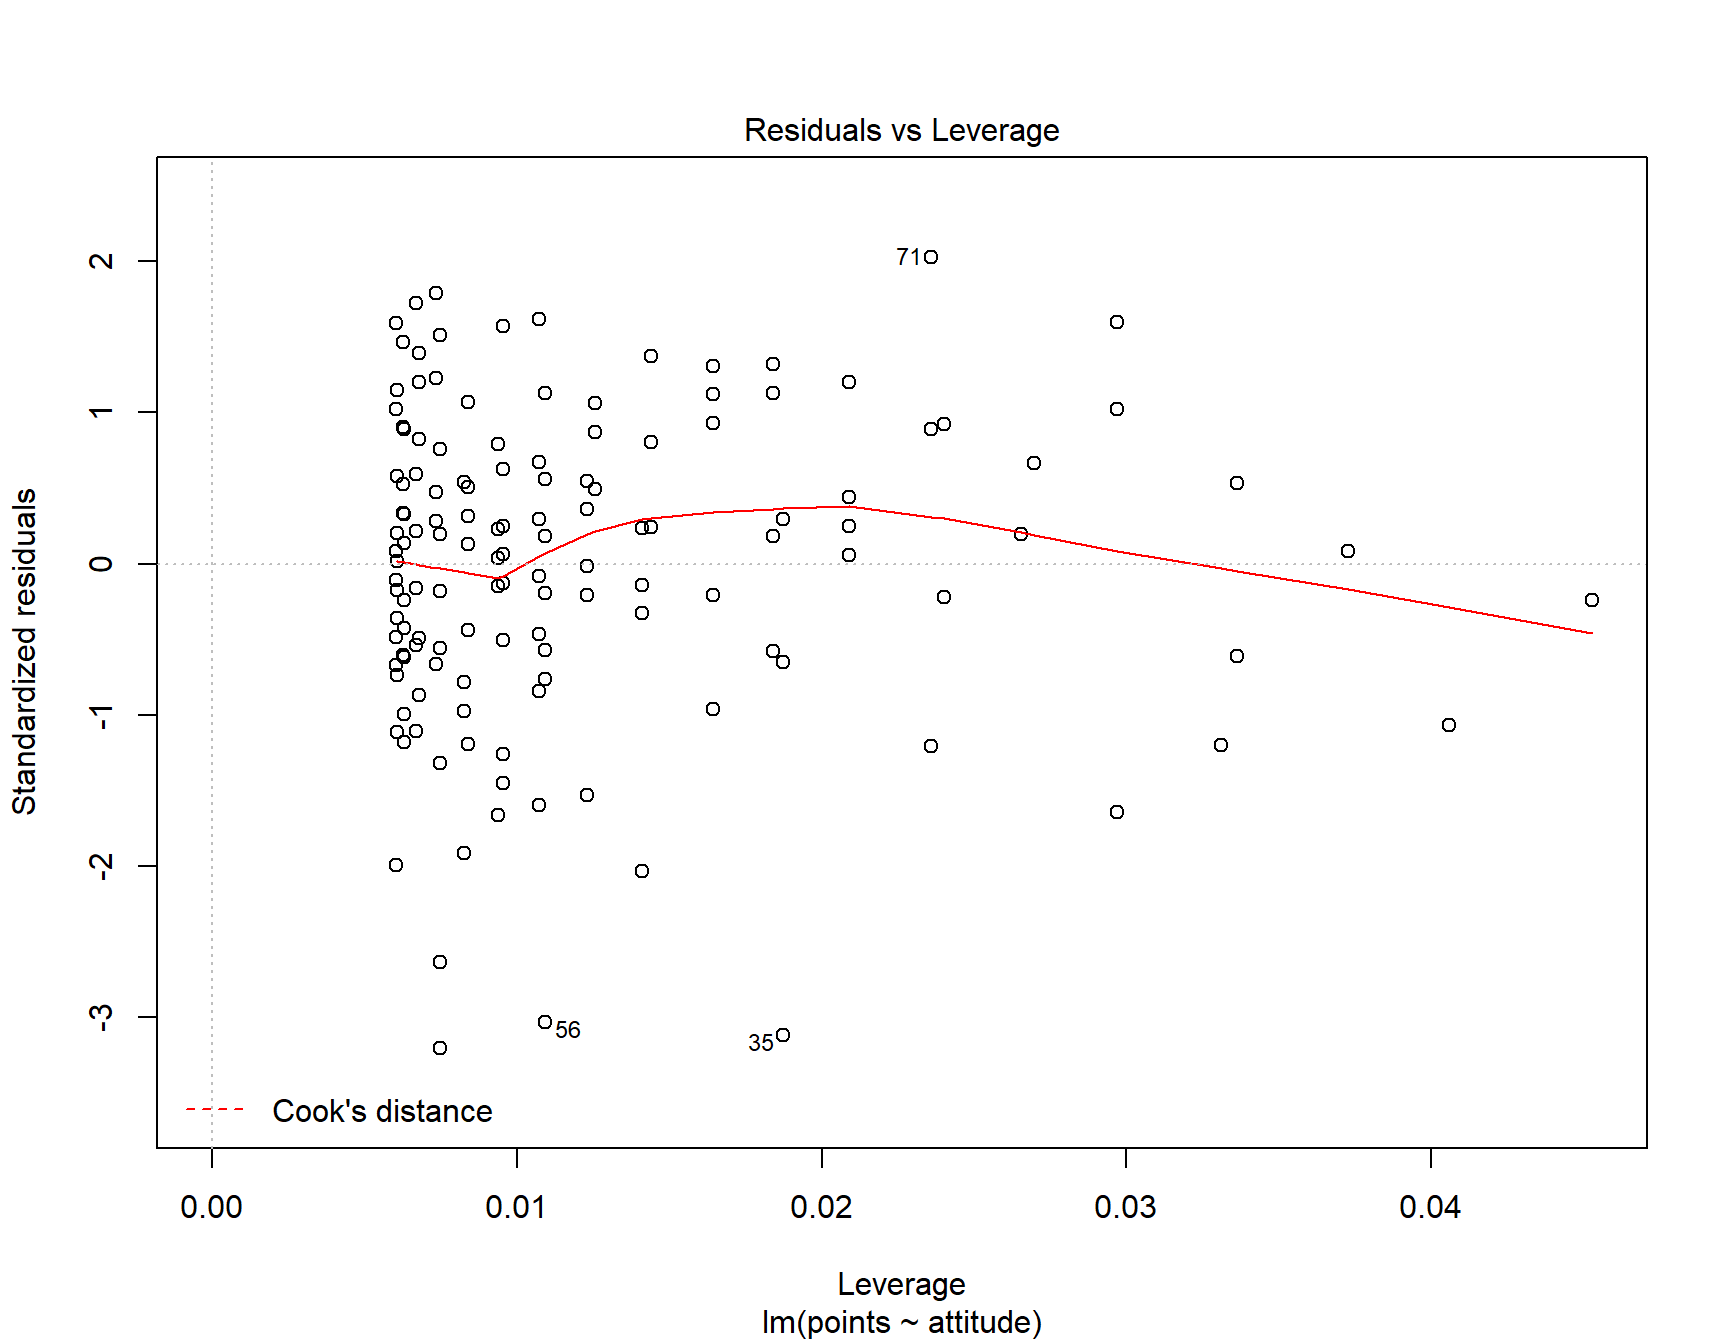 Residuals vs Leverage
Standardized residuals
2
1
0
-1
-2
-3
71
56
35
Cook's distance
0.00 0.01 0.02 0.03 0.04
Leverage
lm(points ~ attitude)